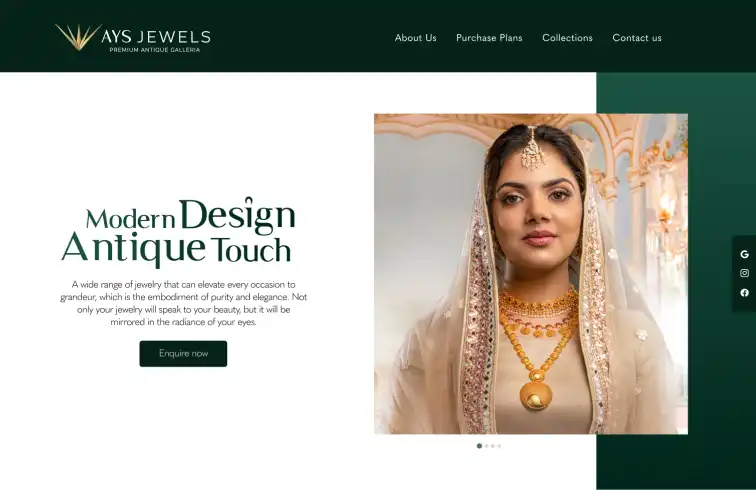 AYS JEWELS
PREMIUM ANTIQUE GALLERIA
About Us Purchase Plans Collections Contact us
Modern Design
Antique Touch
A wide range of jewelry that can elevate every occasion to
grandeur, which is the embodiment of purity and elegance. Not
only your jewelry will speak to your beauty, but it will be
mirrored in the radiance of your eyes.
Enquire now